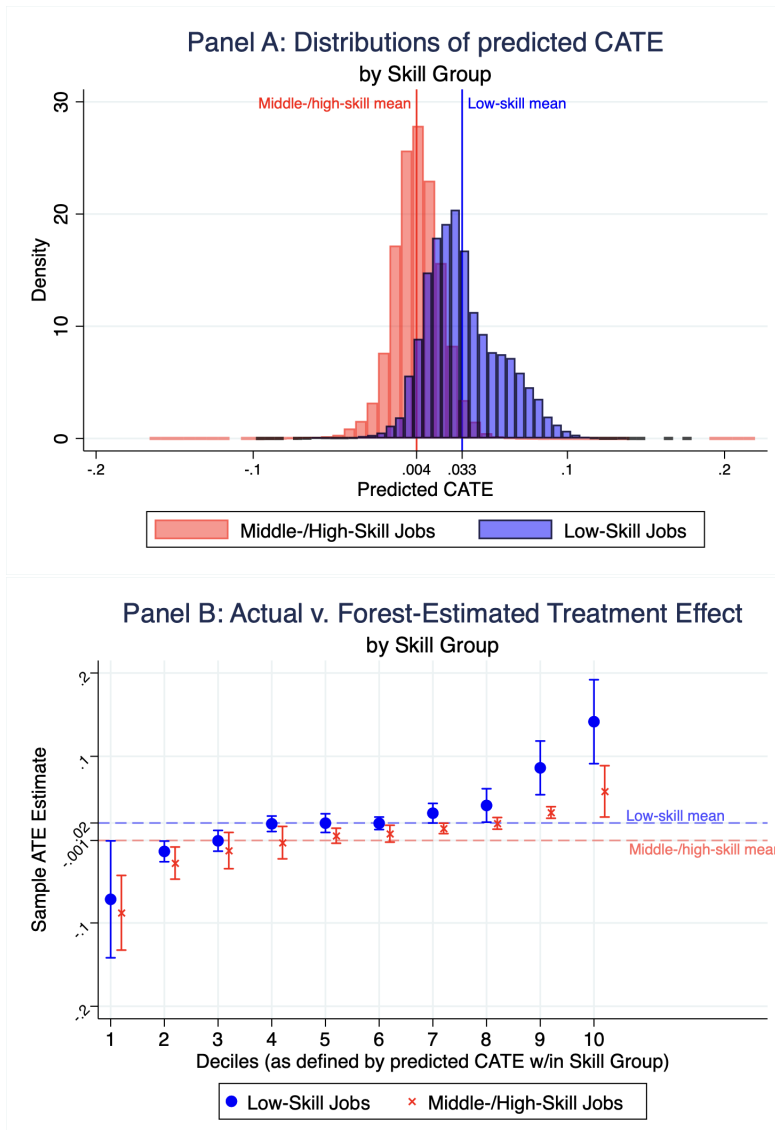 Panel A: Distributions of predicted CATE
by Skill Group
Middle-/high-skill mean
Low-skill mean
Density
30
20
10
0
-.2
-.1
.004
.033
.1
.2
Predicted CATE
Middle-/High-Skill Jobs
Low-Skill Jobs
Panel B: Actual v. Forest-Estimated Treatment Effect
by Skill Group
Sample ATE Estimate
.2
.1
.02
-.001
-.1
-.2
Low-skill mean
Middle-/high-skill mear
1 2 3 4 5 6 7 8 9 10
Deciles (as defined by predicted CATE w/in Skill Group)
Low-Skill Jobs
Middle-/High-Skill Jobs